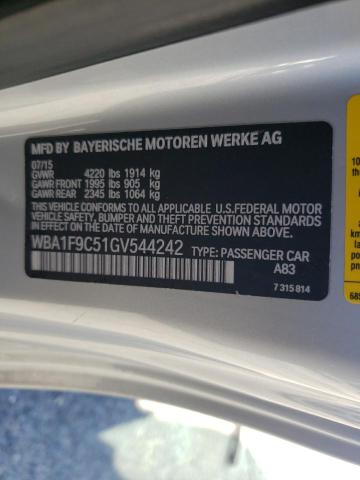 MFD BY BAYERISCHE MOTOREN WERKE AG
07/15
GVWR 4220 lbs 1914 kg
GAWR FRONT 1995 lbs 905 kg
GAWR REAR 2345 lbs 1064 kg
THIS VEHICLE CONFORMS TO ALL APPLICABLE U.S.FEDERAL MOTOR
VEHICLE SAFETY, BUMPER AND THEFT PREVENTION STANDARDS
IN EFFECT ON THE DATE OF MANUFACTURE SHOWN ABOVE.
WBA1F9C51GV544242 TYPE: PASSENGER CAR
A83
7 315 814